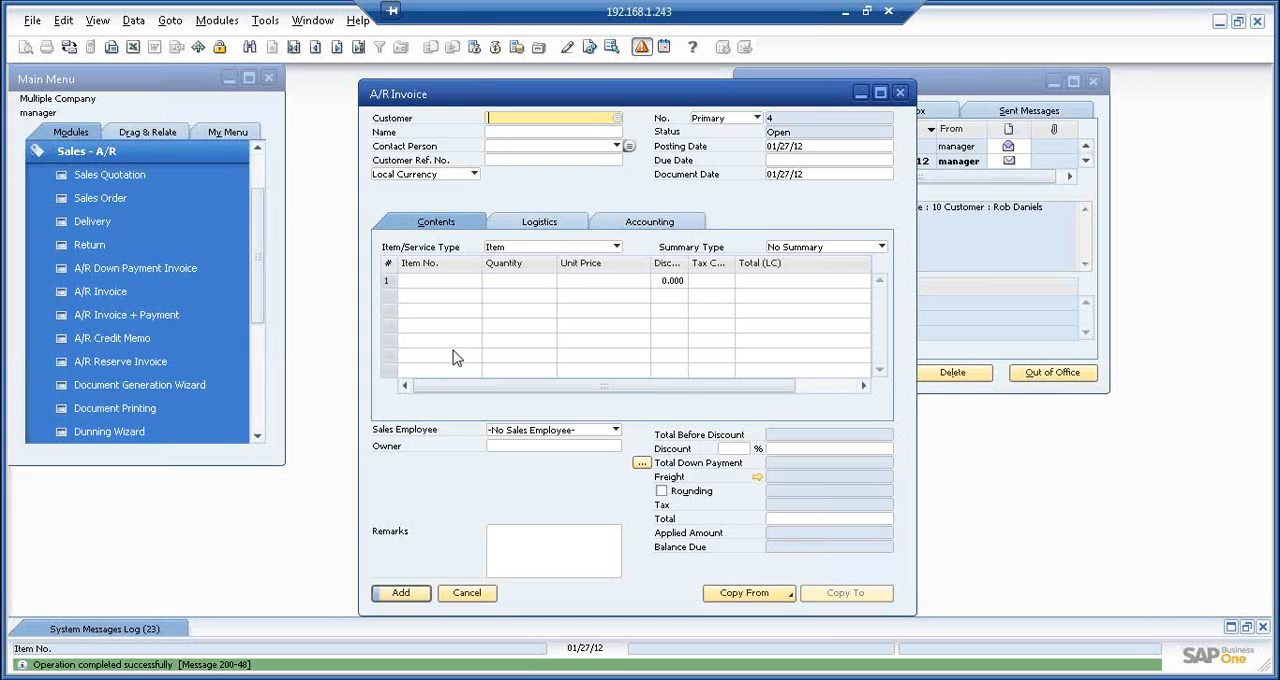 192.168.1.243
File Edit View Data Goto Modules Tools Window Help
Main Menu
Multiple Company
manager
Modules Drag & Relate My Menu
Sales - A/R
Sales Quotation
Sales Order
Delivery
Return
A/R Down Payment Invoice
A/R Invoice
A/R Invoice + Payment
A/R Credit Memo
A/R Reserve Invoice
Document Generation Wizard
Document Printing
Dunning Wizard
A/R Invoice
Customer
Name
Contact Person
Customer Ref. No.
Local Currency
No. Primary 4
Status Open
Posting Date 01/27/12
Due Date
Document Date 01/27/12
Contents Logistics Accounting
Item/Service Type Item Summary Type No Summary
# Item No. Quantity Unit Price Disc... Tax C... Total (LC)
1 0.000
Sales Employee -No Sales Employee-
Owner
Remarks
Total Before Discount
Discount %
... Total Down Payment
Freight
Rounding
Tax
Total
Applied Amount
Balance Due
Add Cancel Copy From Copy To
ox Sent Messages
From
manager
12 manager
e : 10 Customer : Rob Daniels
Delete Out of Office
System Messages Log (23)
Item No. 01/27/12
Operation completed successfully [Message 200-48]
SAP Business One